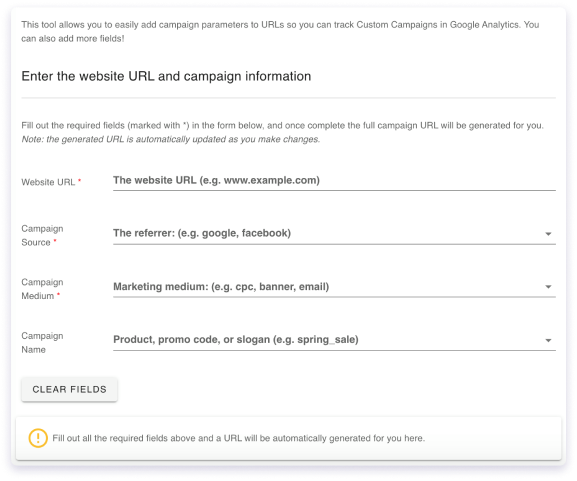 This tool allows you to easily add campaign parameters to URLs so you can track Custom Campaigns in Google Analytics. You
can also add more fields!
Enter the website URL and campaign information
Fill out the required fields (marked with *) in the form below, and once complete the full campaign URL will be generated for you.
Note: the generated URL is automatically updated as you make changes.
Website URL *
The website URL (e.g. www.example.com)
Campaign
Source *
The referrer: (e.g. google, facebook)
Campaign
Medium *
Marketing medium: (e.g. cpc, banner, email)
Campaign
Name
Product, promo code, or slogan (e.g. spring_sale)
CLEAR FIELDS
Fill out all the required fields above and a URL will be automatically generated for you here.